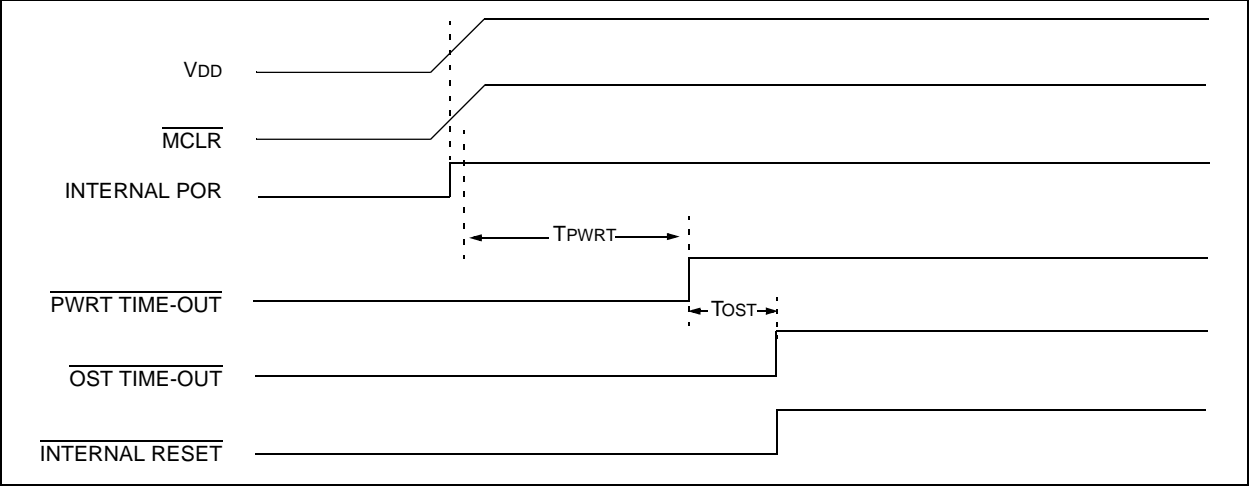 VDD
MCLR
INTERNAL POR
TPWRT
PWRT TIME-OUT
TOST
OST TIME-OUT
INTERNAL RESET